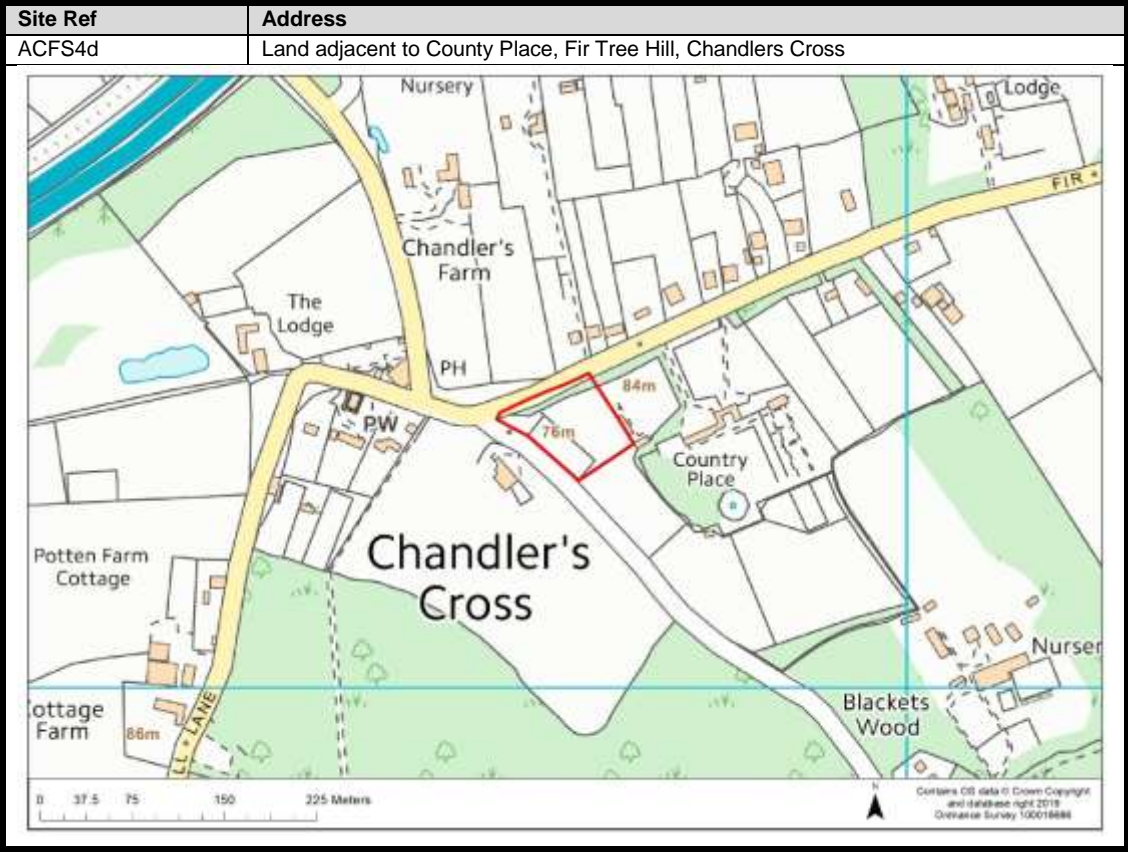 Site Ref Address
ACFS4d Land adjacent to County Place, Fir Tree Hill, Chandlers Cross
Nursery
Lodge
FIR
Chandler's
Farm
The
Lodge
PH
84m
PW
76m
Country
Place
Chandler's
Cross
Potten Farm
Cottage
Nurser
ottage
Farm
86m
LL LANE
Blackets
Wood
0 37.5 75 150 225 Meters
N
Contains OS data © Crown Copyright
and database right 2019
Ordnance Survey 100018686